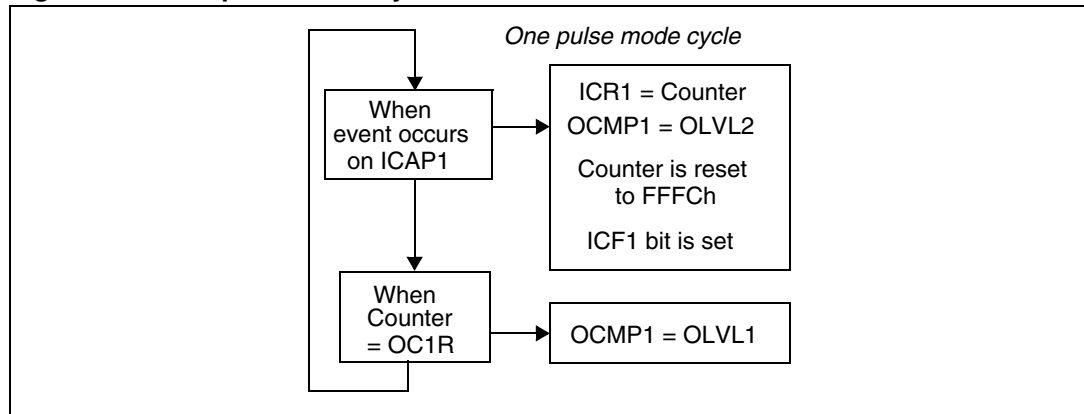 One pulse mode cycle
When
event occurs
on ICAP1
ICR1 = Counter
OCMP1 = OLVL2
Counter is reset
to FFFCh
ICF1 bit is set
When
Counter
= OC1R
OCMP1 = OLVL1